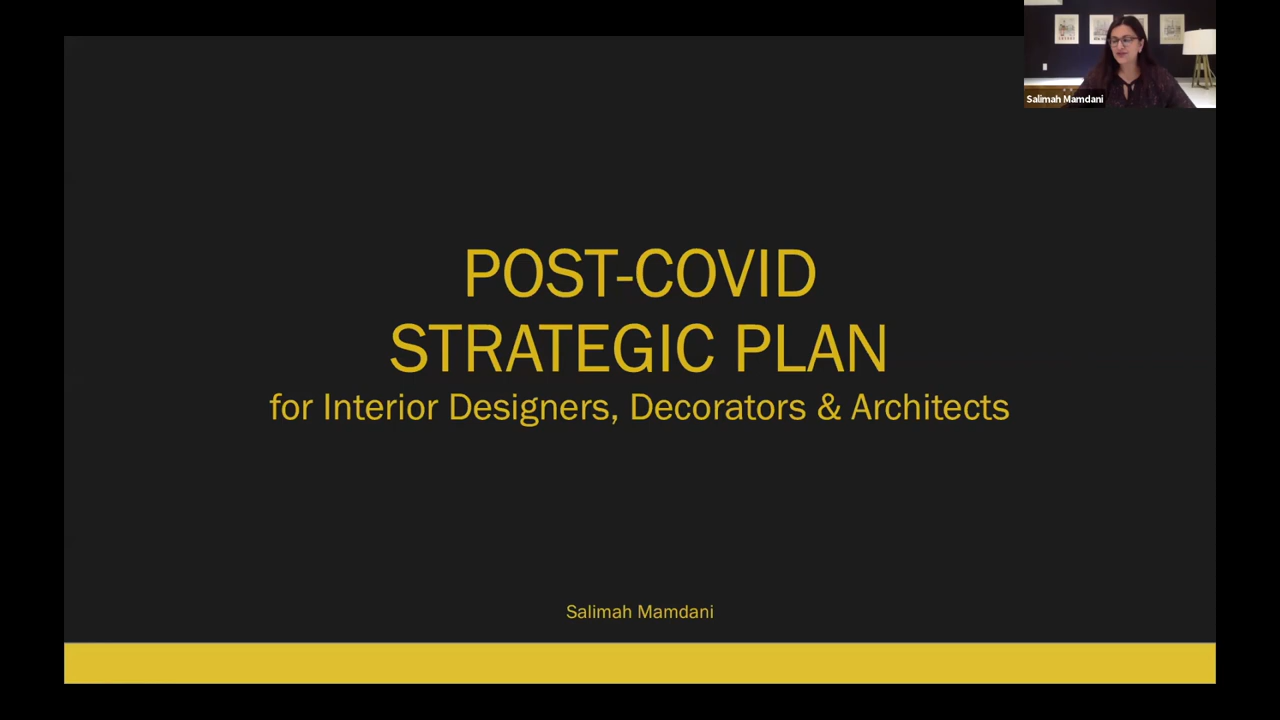 Salimah Mamdani
POST-COVID
STRATEGIC PLAN
for Interior Designers, Decorators & Architects
Salimah Mamdani